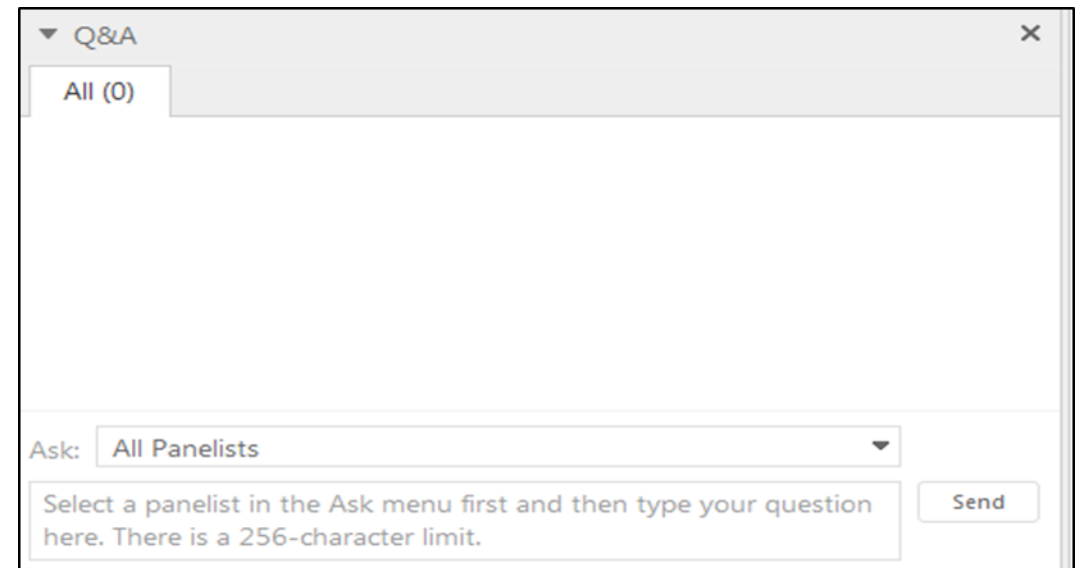 Q&A
All (0)
Ask: All Panelists
Select a panelist in the Ask menu first and then type your question
here. There is a 256-character limit.
Send